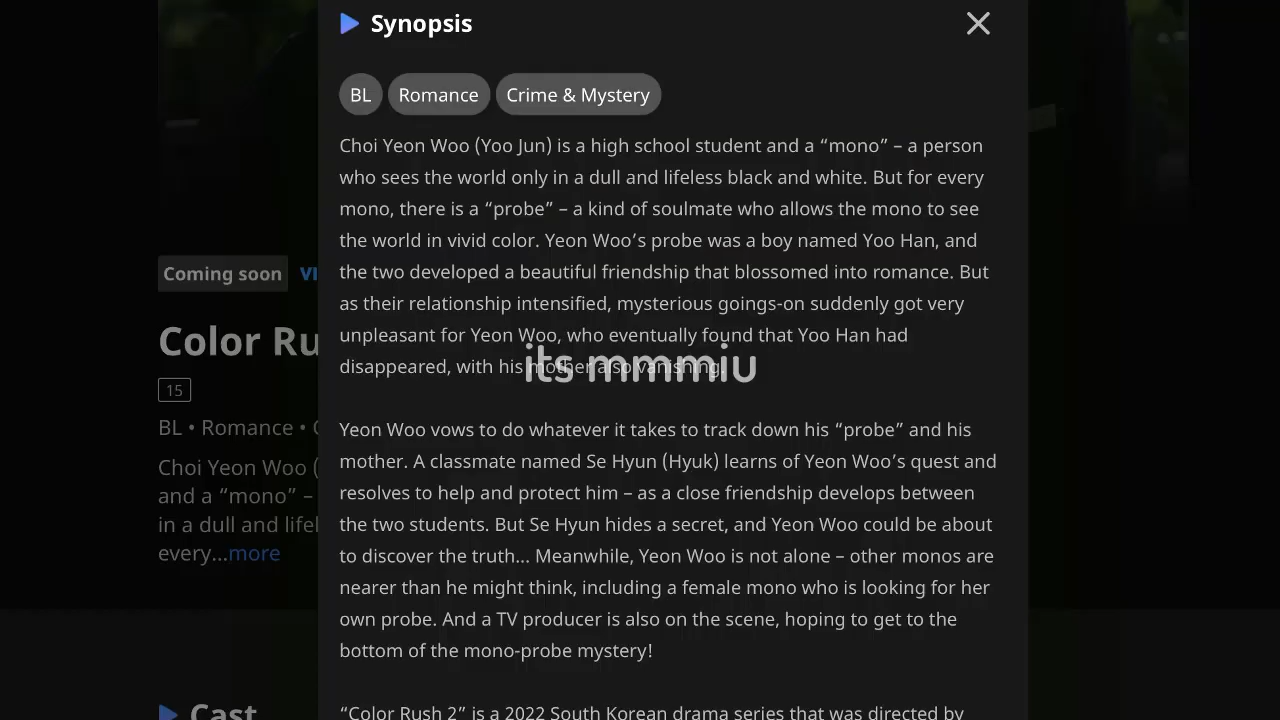 Synopsis
BL Romance Crime & Mystery
Choi Yeon Woo (Yoo Jun) is a high school student and a “mono” – a person
who sees the world only in a dull and lifeless black and white. But for every
mono, there is a “probe” – a kind of soulmate who allows the mono to see
the world in vivid color. Yeon Woo’s probe was a boy named Yoo Han, and
the two developed a beautiful friendship that blossomed into romance. But
as their relationship intensified, mysterious goings-on suddenly got very
unpleasant for Yeon Woo, who eventually found that Yoo Han had
disappeared, with his mother also vanishing.
its mmmiu
Yeon Woo vows to do whatever it takes to track down his “probe” and his
mother. A classmate named Se Hyun (Hyuk) learns of Yeon Woo’s quest and
resolves to help and protect him – as a close friendship develops between
the two students. But Se Hyun hides a secret, and Yeon Woo could be about
to discover the truth... Meanwhile, Yeon Woo is not alone – other monos are
nearer than he might think, including a female mono who is looking for her
own probe. And a TV producer is also on the scene, hoping to get to the
bottom of the mono-probe mystery!
“Color Rush 2” is a 2022 South Korean drama series that was directed by
Coming soon
Color Ru
15
BL • Romance •
Choi Yeon Woo (
and a “mono” –
in a dull and lifel
every...more
Cast